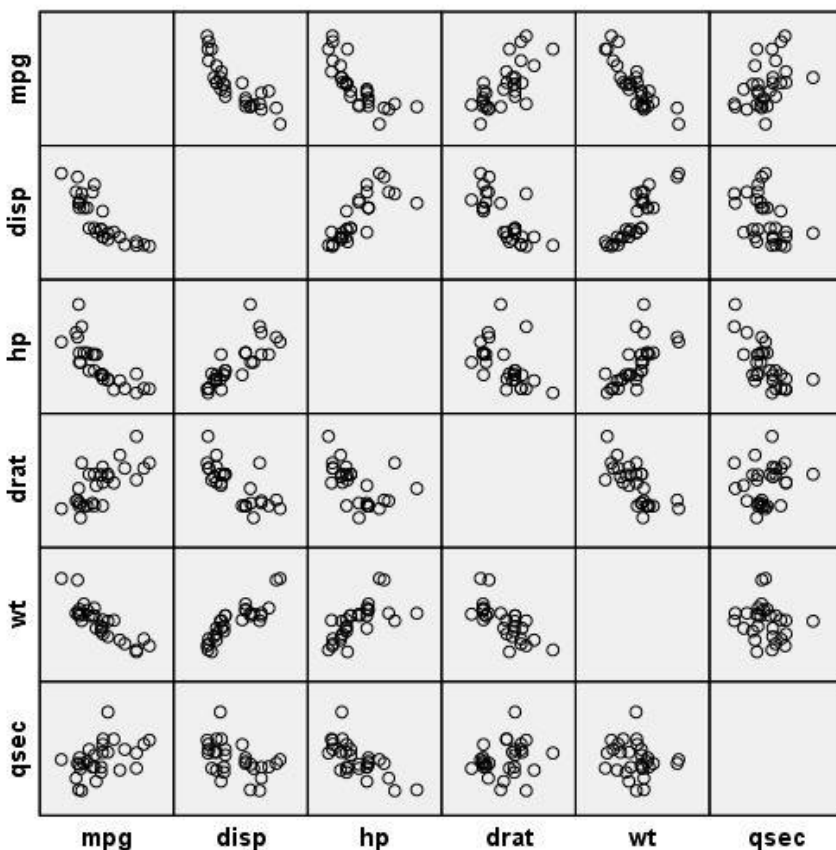 mpg
disp
hp
drat
wt
qsec
mpg disp hp drat wt qsec